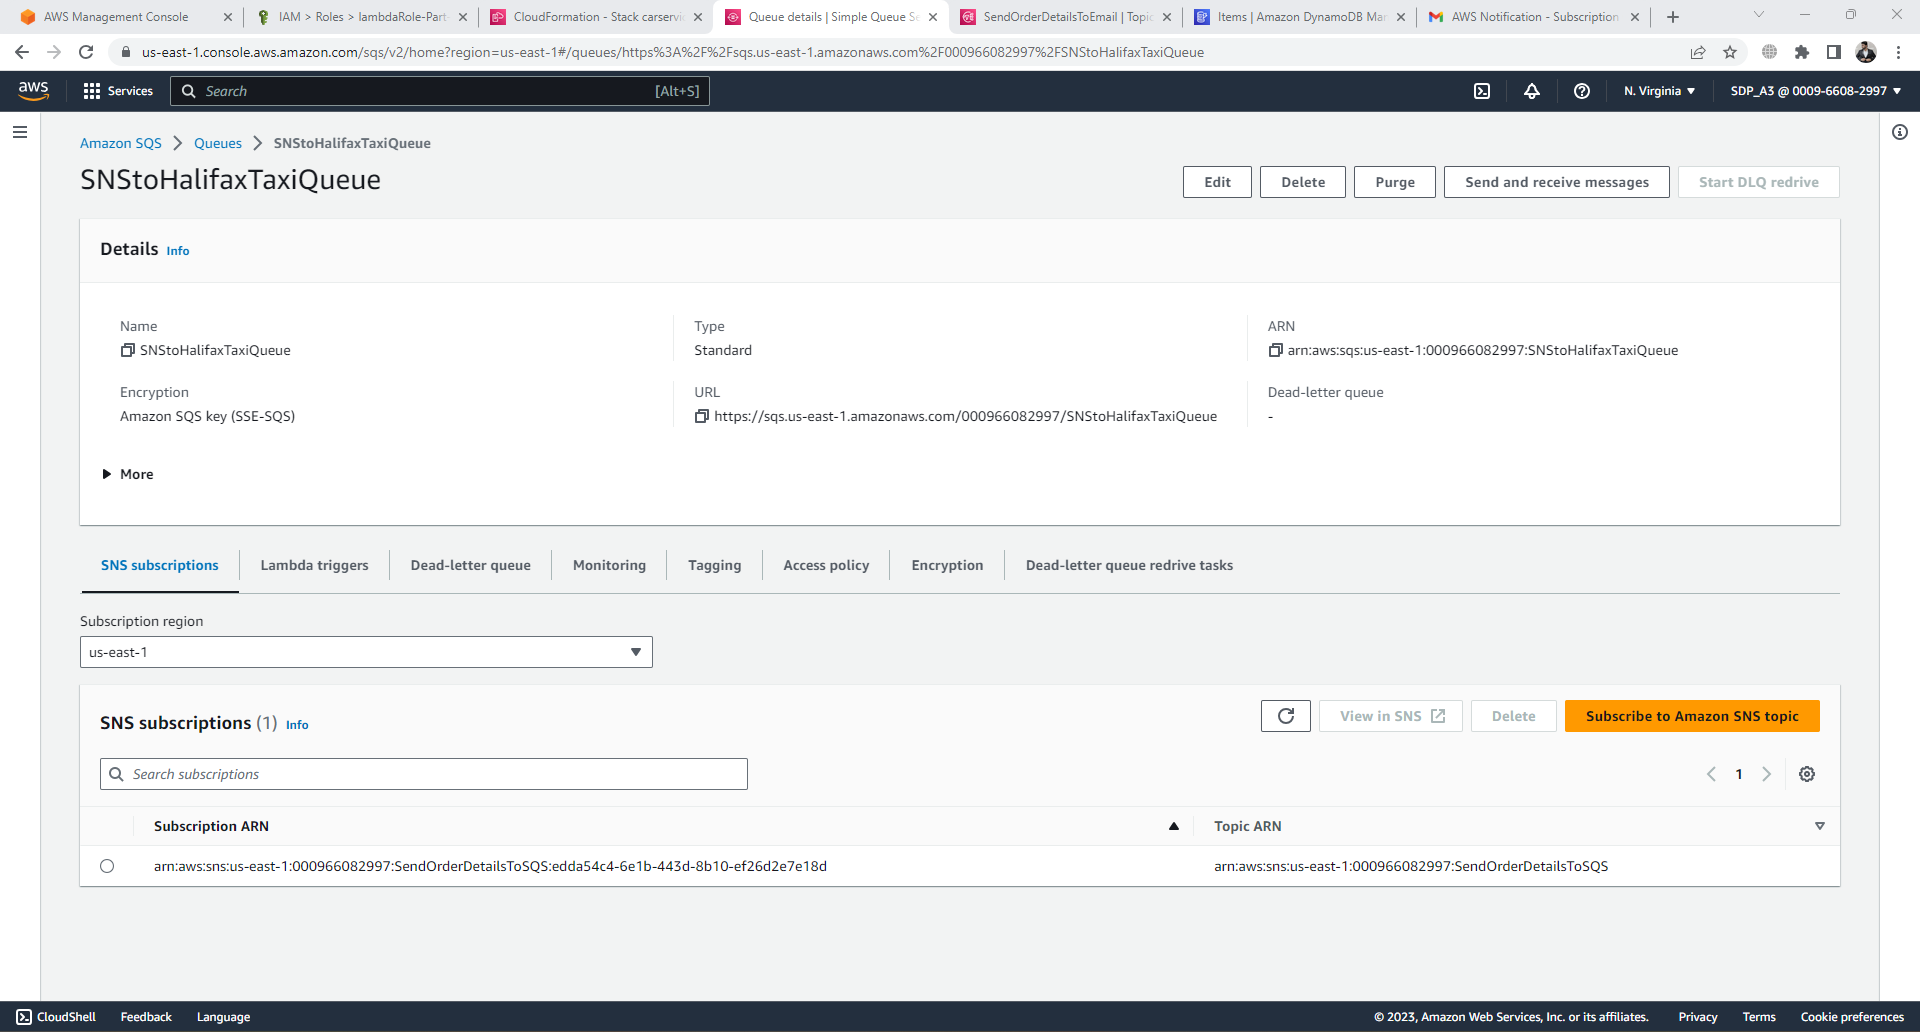 AWS Management Console
IAM > Roles > lambdaRole-Part
CloudFormation - Stack carservic
Queue details | Simple Queue Se
SendOrderDetailsToEmail | Topic
Items | Amazon DynamoDB Man
AWS Notification - Subscription
us-east-1.console.aws.amazon.com/sqs/v2/home?region=us-east-1#/queues/https%3A%2F%2Fsqs.us-east-1.amazonaws.com%2F000966082997%2FSNStoHalifaxTaxiQueue
aws
Services
Search
[Alt+S]
N. Virginia
SDP_A3 @ 0009-6608-2997
Amazon SQS
Queues
SNStoHalifaxTaxiQueue
SNStoHalifaxTaxiQueue
Edit
Delete
Purge
Send and receive messages
Start DLQ redrive
Details Info
Name
SNStoHalifaxTaxiQueue
Type
Standard
ARN
arn:aws:sqs:us-east-1:000966082997:SNStoHalifaxTaxiQueue
Encryption
Amazon SQS key (SSE-SQS)
URL
https://sqs.us-east-1.amazonaws.com/000966082997/SNStoHalifaxTaxiQueue
Dead-letter queue
-
More
SNS subscriptions
Lambda triggers
Dead-letter queue
Monitoring
Tagging
Access policy
Encryption
Dead-letter queue redrive tasks
Subscription region
us-east-1
SNS subscriptions (1) Info
View in SNS
Delete
Subscribe to Amazon SNS topic
Search subscriptions
1
Subscription ARN
Topic ARN
arn:aws:sns:us-east-1:000966082997:SendOrderDetailsToSQS:edda54c4-6e1b-443d-8b10-ef26d2e7e18d
arn:aws:sns:us-east-1:000966082997:SendOrderDetailsToSQS
CloudShell
Feedback
Language
© 2023, Amazon Web Services, Inc. or its affiliates.
Privacy
Terms
Cookie preferences